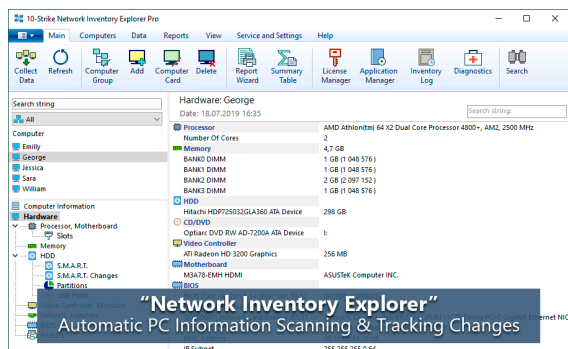 10-Strike Network Inventory Explorer Pro
Main Computers Data Reports View Service and Settings Help
Collect Data Refresh Computer Group Add Computer Card Delete Report Wizard Summary Table License Manager Application Manager Inventory Log Diagnostics Search
Search string
All
Computer
Emilly
George
Jessica
Sara
William
Computer Information
Hardware
Processor, Motherboard
Slots
Memory
HDD
S.M.A.R.T.
S.M.A.R.T. Changes
Partitions
Hardware: George
Date: 18.07.2019 16:35
Search string:
Processor AMD Athlon(tm) 64 X2 Dual Core Processor 4800+, AM2, 2500 MHz
Number Of Cores 2
Memory 4,7 GB
BANK0 DIMM 1 GB (1 048 576 )
BANK1 DIMM 1 GB (1 048 576 )
BANK2 DIMM 2 GB (2 097 152 )
BANK3 DIMM 1 GB (1 048 576 )
HDD
Hitachi HDP725032GLA360 ATA Device 298 GB
CD/DVD
Optiarc DVD RW AD-7200A ATA Device I:
Video Controller
ATI Radeon HD 3200 Graphics 256 MB
Motherboard
M3A78-EMH HDMI ASUSTeK Computer INC.
BIOS
“Network Inventory Explorer”
Automatic PC Information Scanning & Tracking Changes